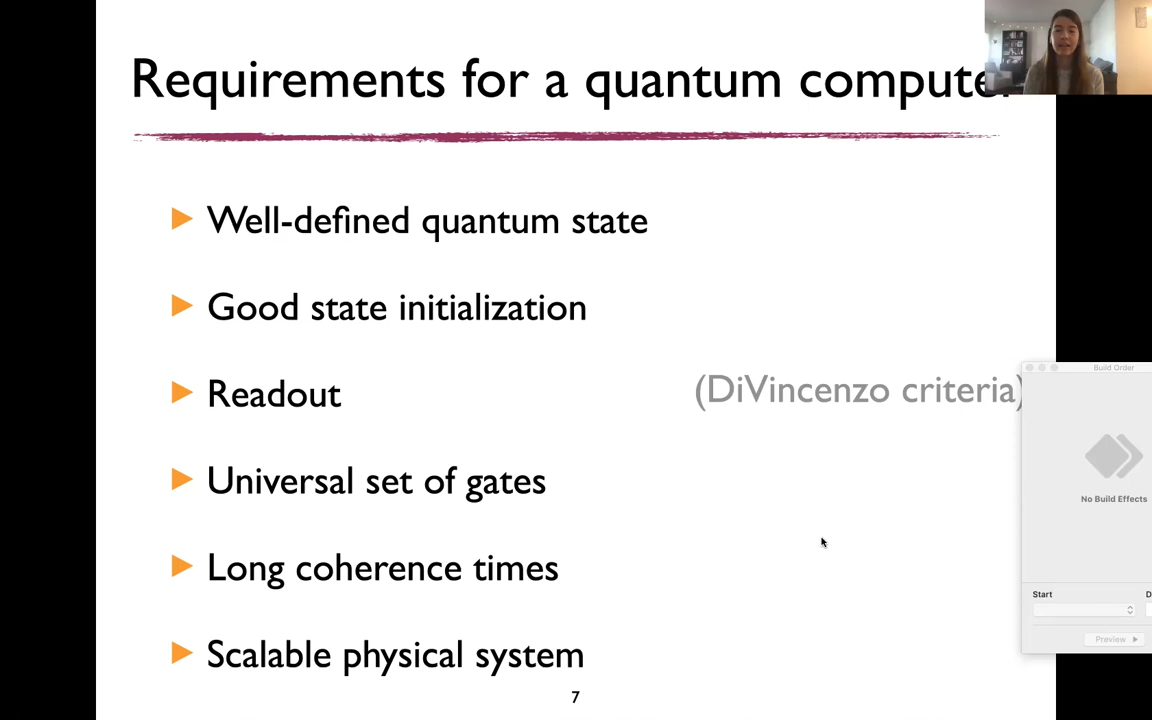 Requirements for a quantum computer
Well-defined quantum state
Good state initialization
Readout
(DiVincenzo criteria)
Universal set of gates
Long coherence times
Scalable physical system
7
Build Order
No Build Effects
Start
D
Preview